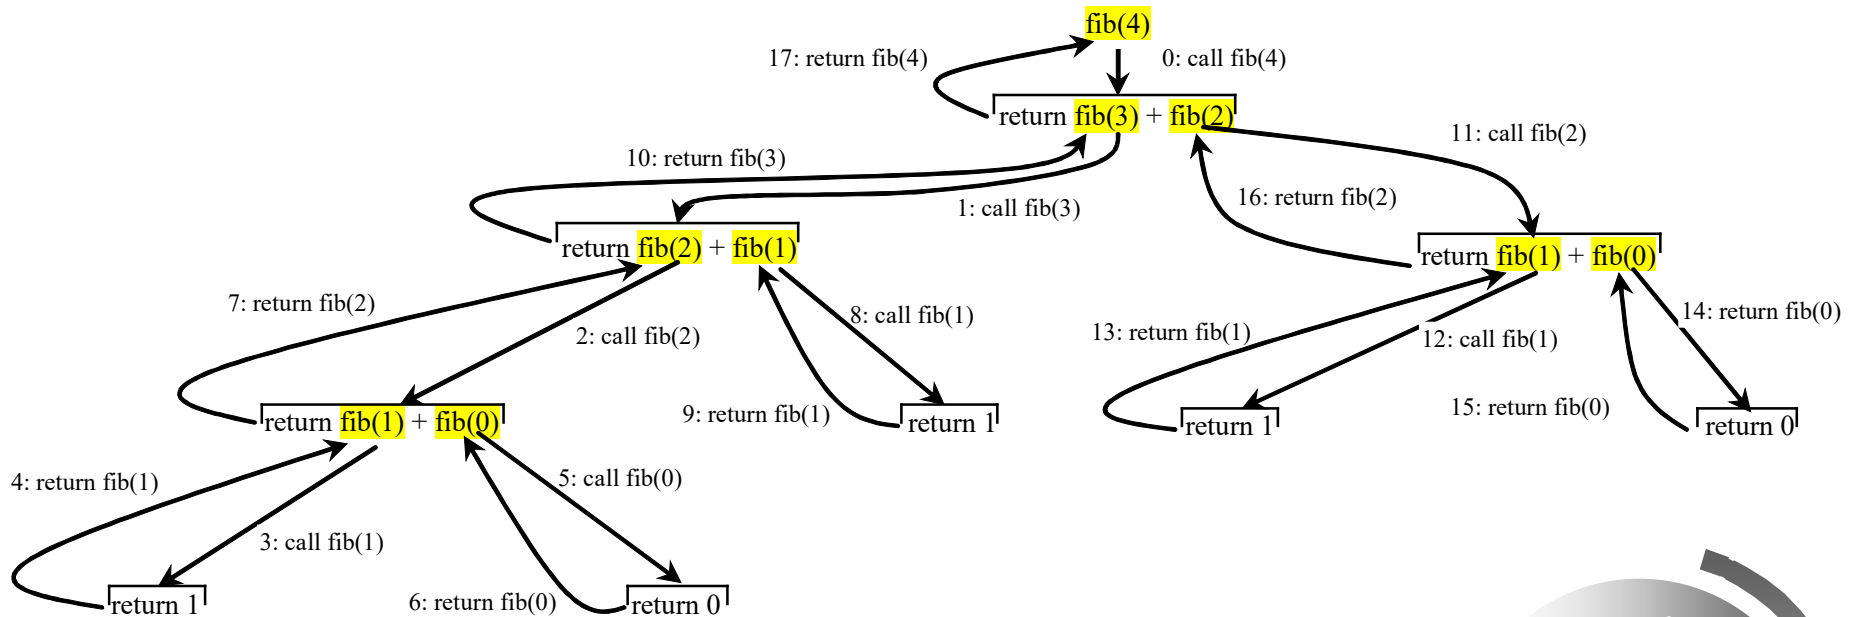 fib(4)
17: return fib(4)
0: call fib(4)
return fib(3) + fib(2)
11: call fib(2)
10: return fib(3)
16: return fib(2)
1: call fib(3)
return fib(2) + fib(1)
return fib(1) + fib(0)
7: return fib(2)
8: call fib(1)
14: return fib(0)
2: call fib(2)
13: return fib(1)
12: call fib(1)
9: return fib(1)
15: return fib(0)
return fib(1) + fib(0)
return 1
return 1
return 0
4: return fib(1)
5: call fib(0)
3: call fib(1)
6: return fib(0)
return 1
return 0